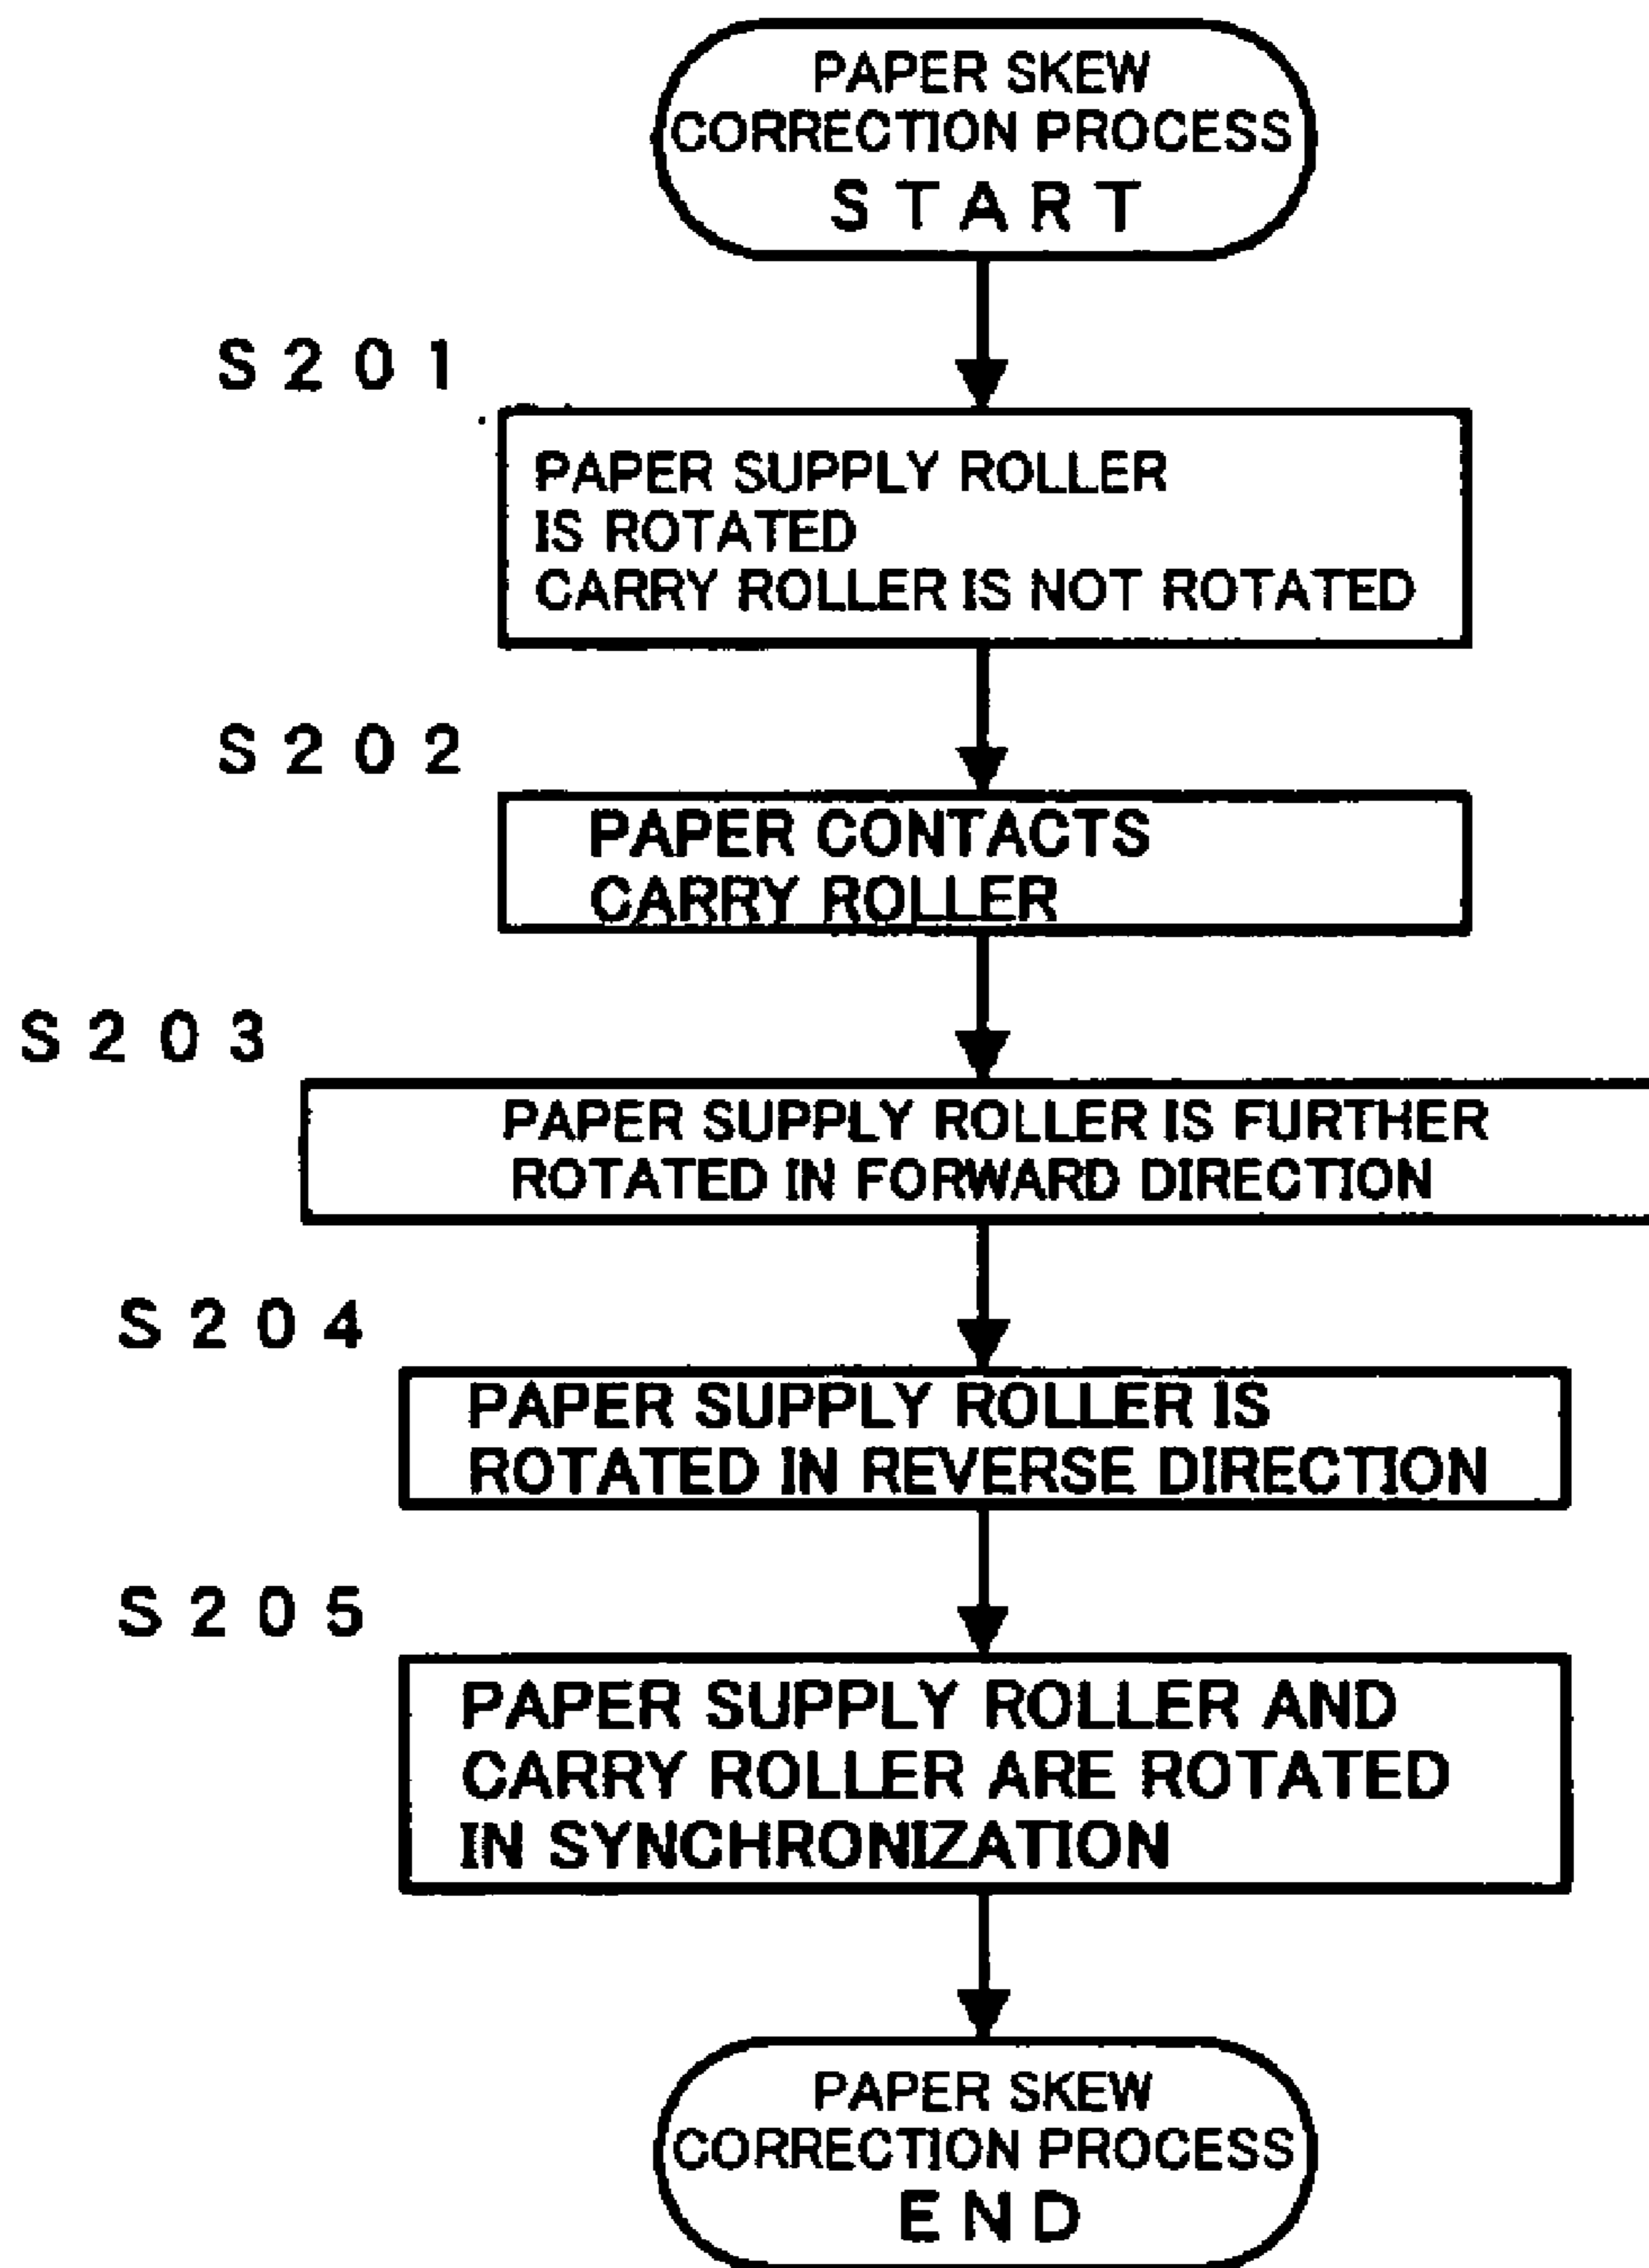 PAPER SKEW
CORRECTION PROCESS
START
S201
PAPER SUPPLY ROLLER
IS ROTATED
CARRY ROLLER IS NOT ROTATED
S202
PAPER CONTACTS
CARRY ROLLER
S203
PAPER SUPPLY ROLLER IS FURTHER
ROTATED IN FORWARD DIRECTION
S204
PAPER SUPPLY ROLLER IS
ROTATED IN REVERSE DIRECTION
S205
PAPER SUPPLY ROLLER AND
CARRY ROLLER ARE ROTATED
IN SYNCHRONIZATION
PAPER SKEW
CORRECTION PROCESS
END